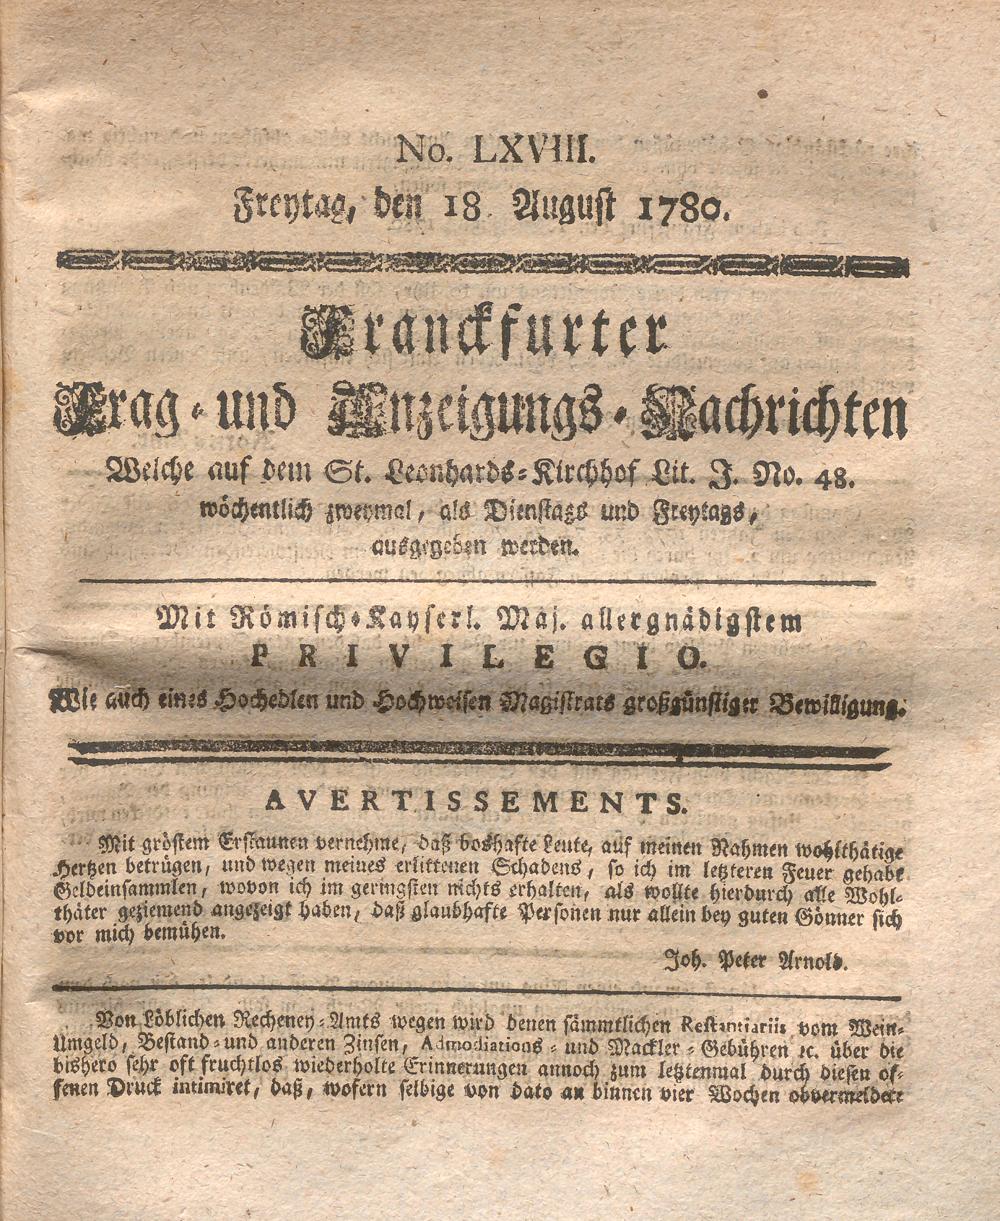 No. LXVIII.
Freytag, den 18. August 1780.
Franckfurter
Frag- und Anzeigungs-Nachrichten
Welche auf dem St. Leonhards-Kirchhof Lit. J. No. 48.
wöchentlich zweymal, als Dienstags und Freytags,
ausgegeben werden.
Mit Römisch-Kayserl. Maj. allergnädigstem
PRIVILEGIO.
Wie auch eines Hochedlen und Hochweisen Magistrats großgünstiger Bewilligung.
AVERTISSEMENTS.
Mit gröstem Erstaunen vernehme, daß boshafte Leute, auf meinen Nahmen wohlthätige
Hertzen betrügen, und wegen meines erlittenen Schadens, so ich im letzteren Feuer gehabt
Geldeinsammlen, wovon ich im geringsten nichts erhalten, als wollte hierdurch alle Wohl-
thäter geziemend angezeigt haben, daß glaubhafte Personen nur allein bey guten Gönner sich
vor mich bemühen.
Joh. Peter Arnold.
Von Löblichen Recheney-Amts wegen wird denen sämmtlichen Restantiariis vom Wein-
Umgeld, Bestand- und anderen Zinsen, Admodiations- und Mackler-Gebühren ꝛc. über die
bishero sehr oft fruchtlos wiederholte Erinnerungen annoch zum letztenmal durch diesen of-
fenen Druck intimiret, daß, wofern selbige von dato an binnen vier Wochen obvermeldete